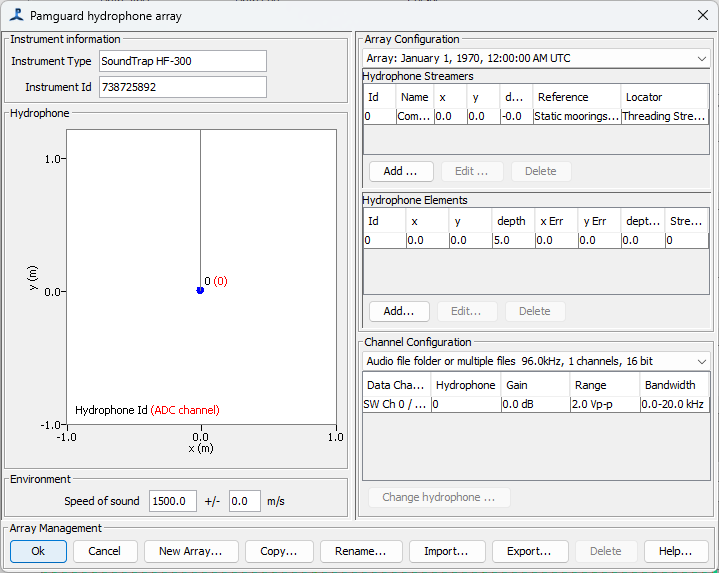 Pamguard hydrophone array
Instrument information
Instrument Type SoundTrap HF-300
Instrument Id 738725892
Hydrophone
1.0
y (m)
0.0
0 (0)
Hydrophone Id (ADC channel)
-1.0
-1.0 0.0 1.0
x (m)
Environment
Speed of sound 1500.0 +/- 0.0 m/s
Array Configuration
Array: January 1, 1970, 12:00:00 AM UTC
Hydrophone Streamers
Id Name x y d... Reference Locator
0 Com... 0.0 0.0 -0.0 Static moorings... Threading Stre...
Add ... Edit ... Delete
Hydrophone Elements
Id x y depth x Err y Err dept... Stre...
0 0.0 0.0 5.0 0.0 0.0 0.0 0
Add... Edit... Delete
Channel Configuration
Audio file folder or multiple files 96.0kHz, 1 channels, 16 bit
Data Cha... Hydrophone Gain Range Bandwidth
SW Ch 0 / ... 0 0.0 dB 2.0 Vp-p 0.0-20.0 kHz
Change hydrophone ...
Array Management
Ok Cancel New Array... Copy... Rename... Import... Export... Delete Help...